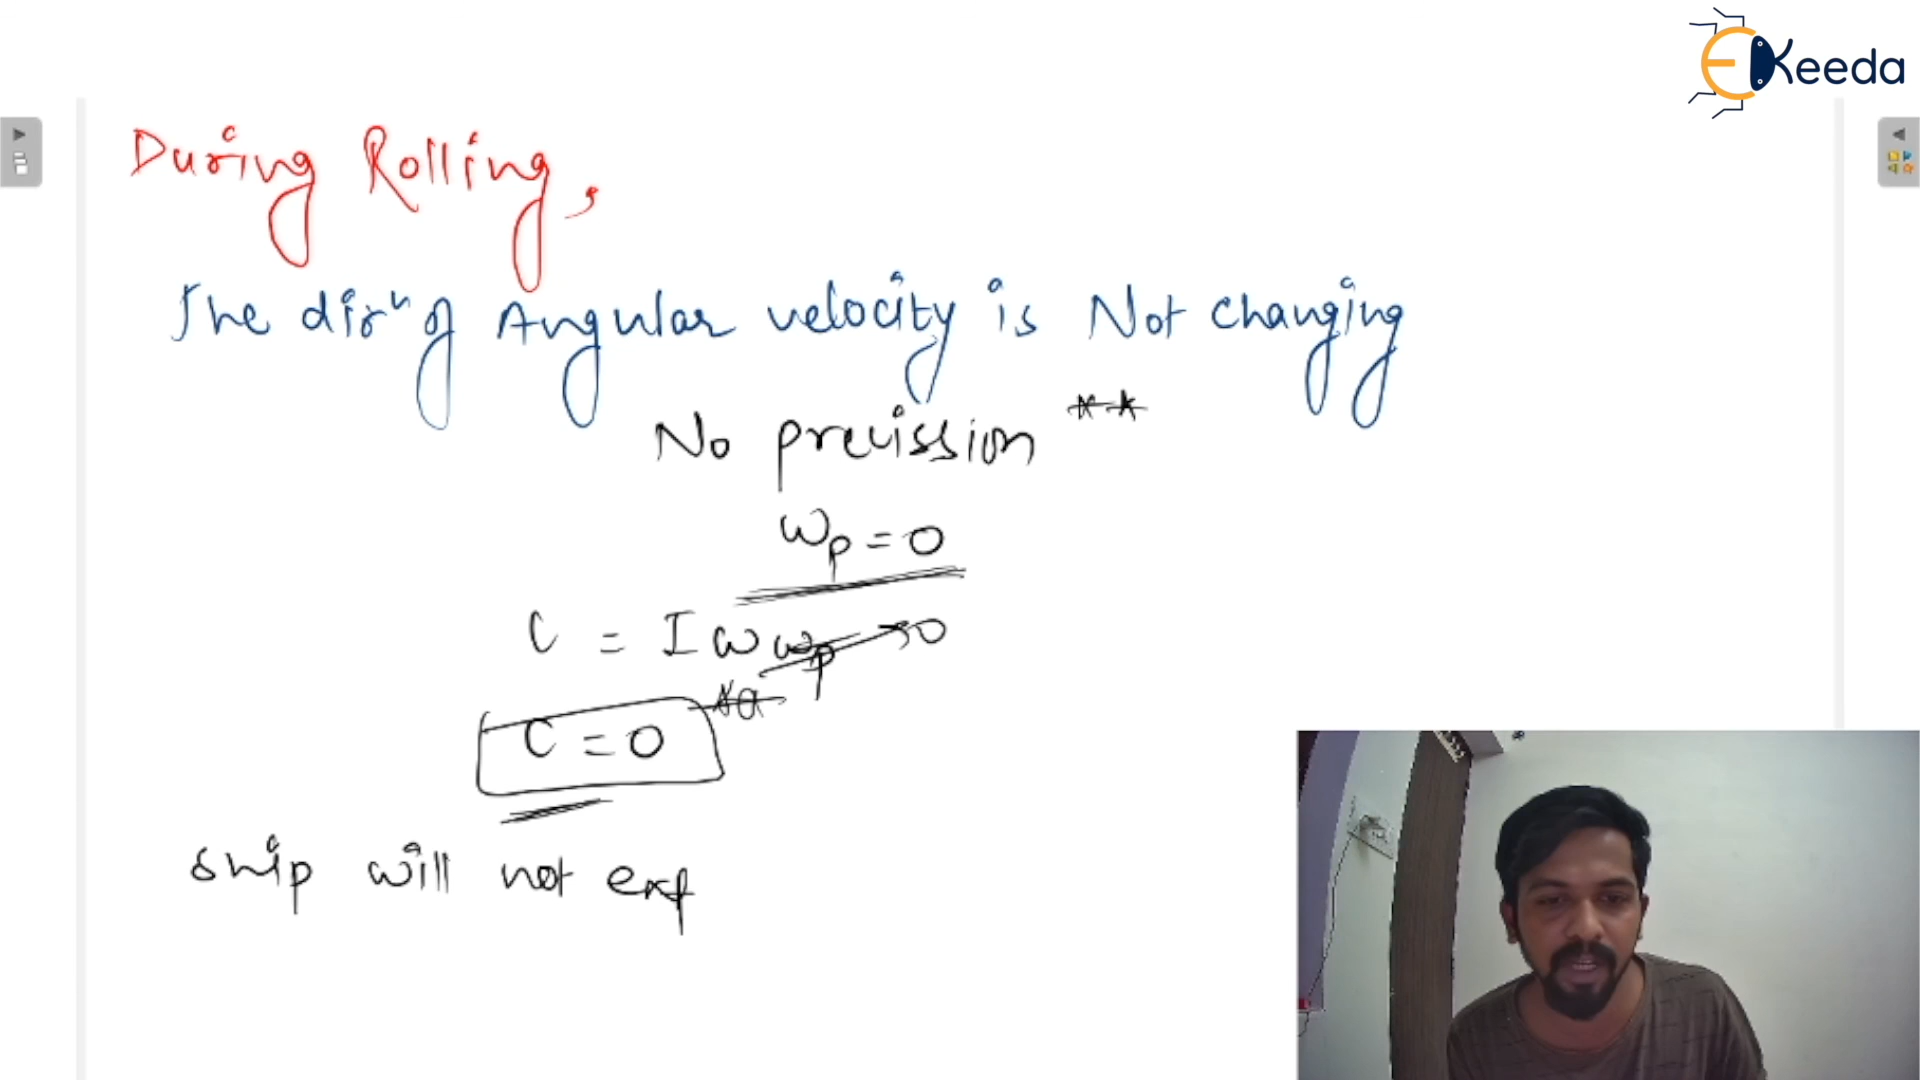 EKeeda
During Rolling,
The dirⁿ of Angular velocity is Not changing
No precission **
ωp = 0
C = I ω ωp → 0
C = 0
ship will not exp